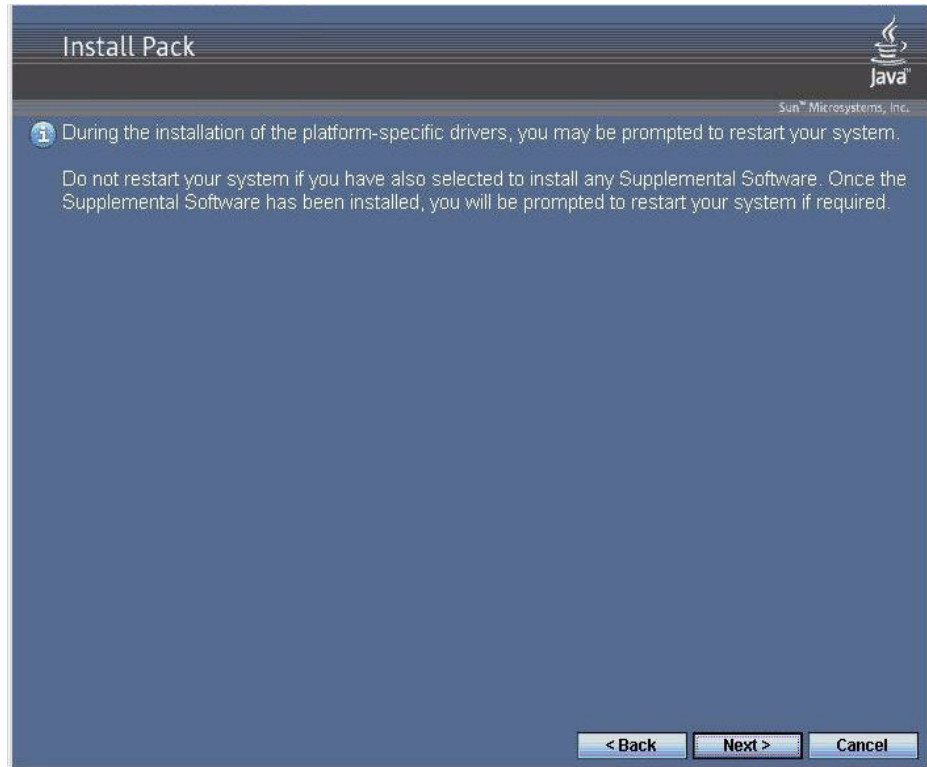 Install Pack
Java™
Sun™ Microsystems, Inc.
During the installation of the platform-specific drivers, you may be prompted to restart your system.
Do not restart your system if you have also selected to install any Supplemental Software. Once the
Supplemental Software has been installed, you will be prompted to restart your system if required.
< Back Next > Cancel